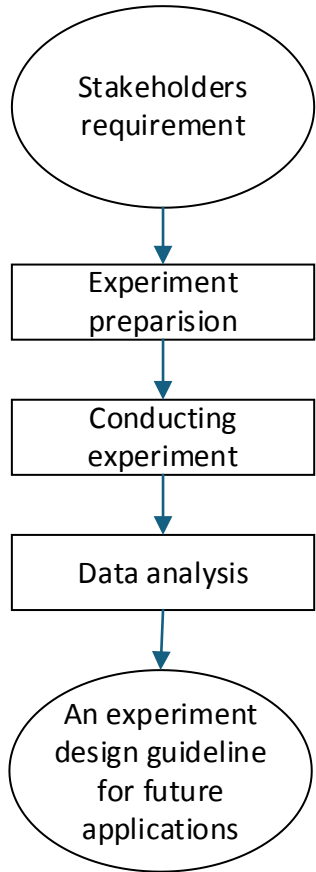 Stakeholders
requirement
Experiment
preparision
Conducting
experiment
Data analysis
An experiment
design guideline
for future
applications